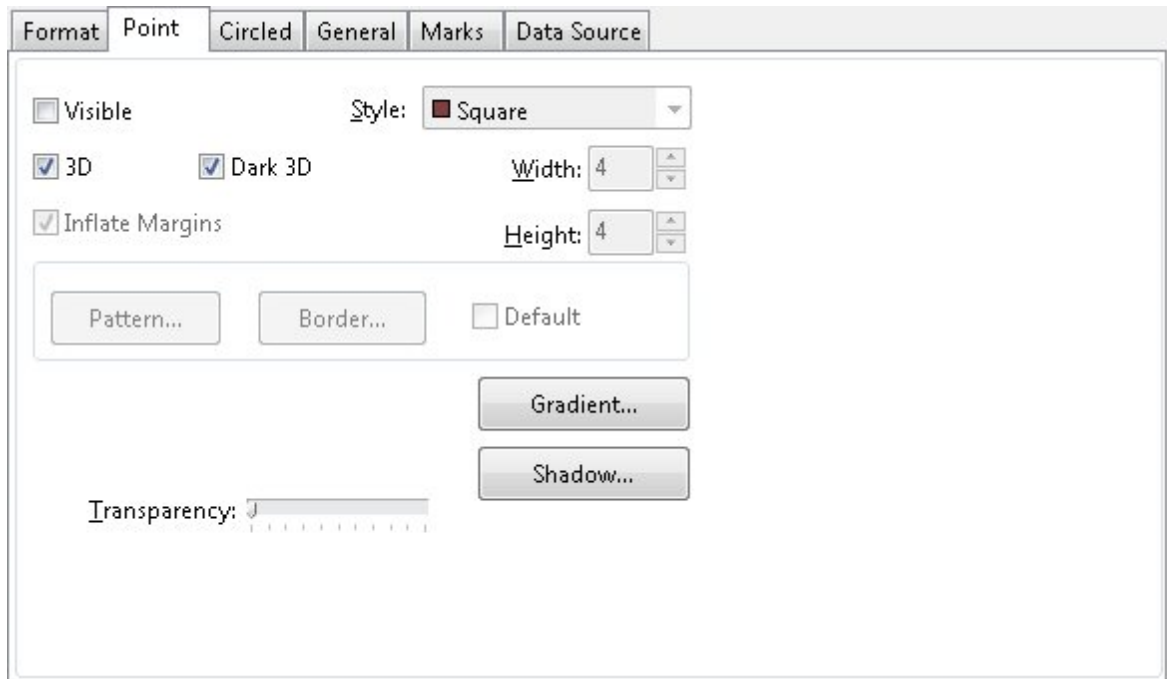 Format Point Circled General Marks Data Source
Visible Style: Square
3D Dark 3D Width: 4
Inflate Margins Height: 4
Pattern... Border... Default
Gradient...
Shadow...
Transparency: